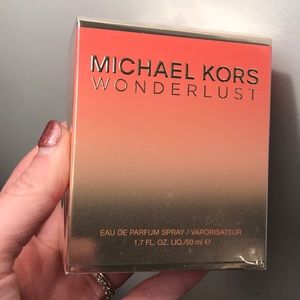 MICHAEL KORS
WONDERLUST
EAU DE PARFUM SPRAY / VAPORISATEUR
1.7 FL. OZ. LIQ./50 ml ℮